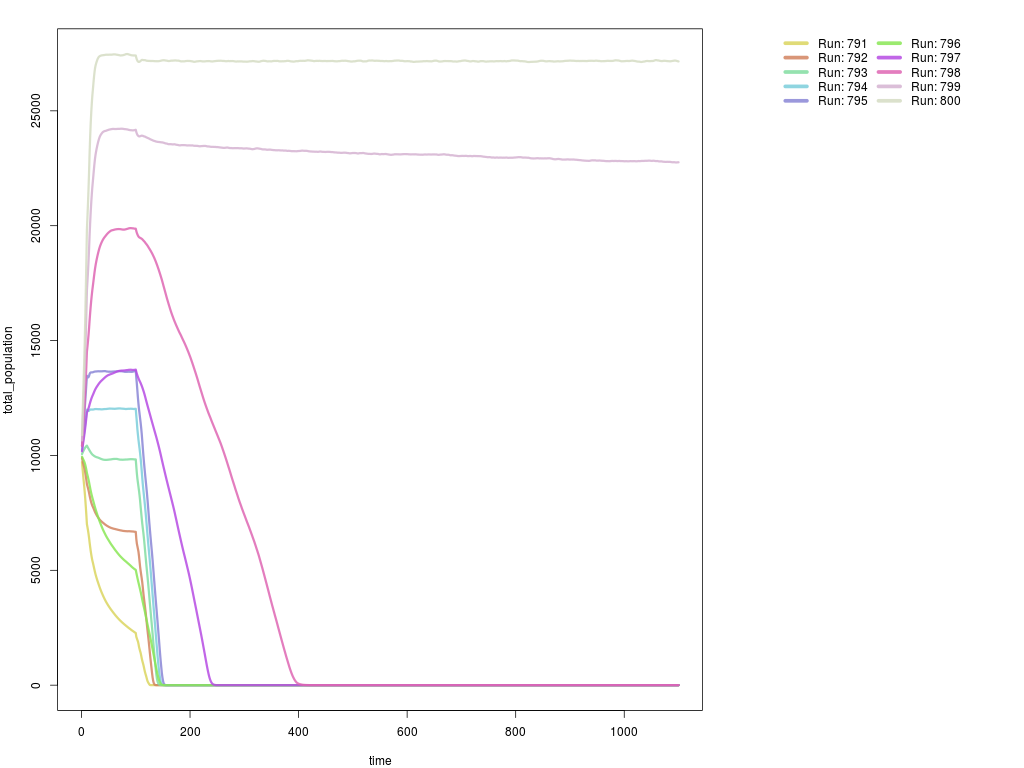 Run: 791
Run: 792
Run: 793
Run: 794
Run: 795
Run: 796
Run: 797
Run: 798
Run: 799
Run: 800
total_population
25000
20000
15000
10000
5000
0
0 200 400 600 800 1000
time